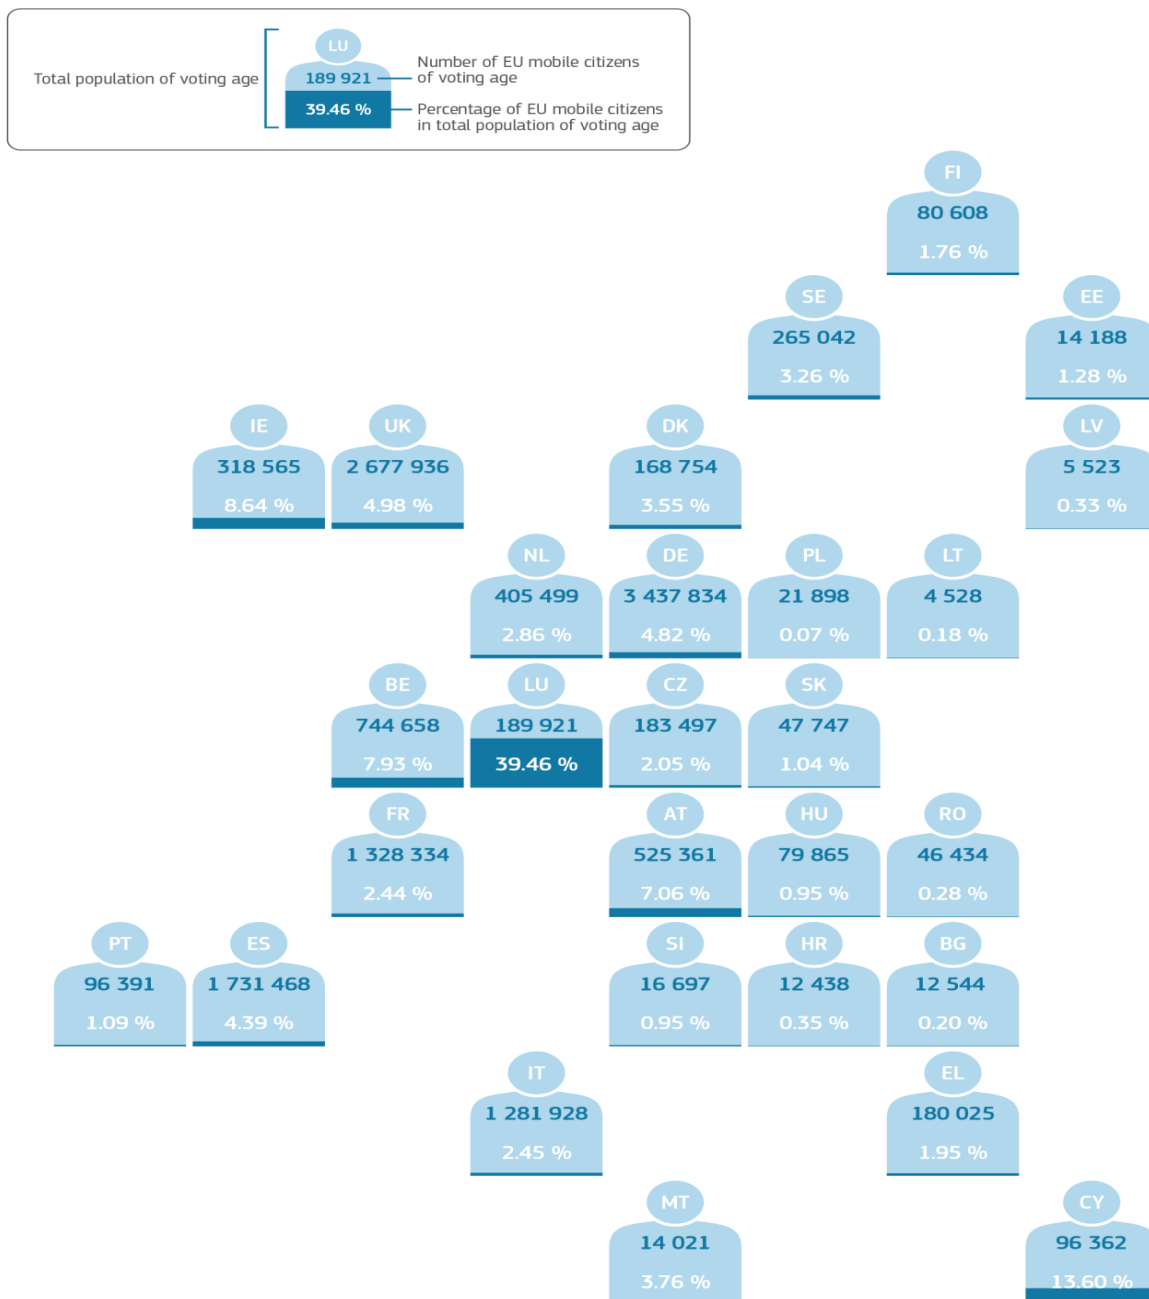 LU
Total population of voting age
189 921
Number of EU mobile citizens
of voting age
39.46 %
Percentage of EU mobile citizens
in total population of voting age
FI
80 608
1.76 %
SE
265 042
3.26 %
EE
14 188
1.28 %
IE
318 565
8.64 %
UK
2 677 936
4.98 %
DK
168 754
3.55 %
LV
5 523
0.33 %
NL
405 499
2.86 %
DE
3 437 834
4.82 %
PL
21 898
0.07 %
LT
4 528
0.18 %
BE
744 658
7.93 %
LU
189 921
39.46 %
CZ
183 497
2.05 %
SK
47 747
1.04 %
FR
1 328 334
2.44 %
AT
525 361
7.06 %
HU
79 865
0.95 %
RO
46 434
0.28 %
PT
96 391
1.09 %
ES
1 731 468
4.39 %
SI
16 697
0.95 %
HR
12 438
0.35 %
BG
12 544
0.20 %
IT
1 281 928
2.45 %
EL
180 025
1.95 %
MT
14 021
3.76 %
CY
96 362
13.60 %